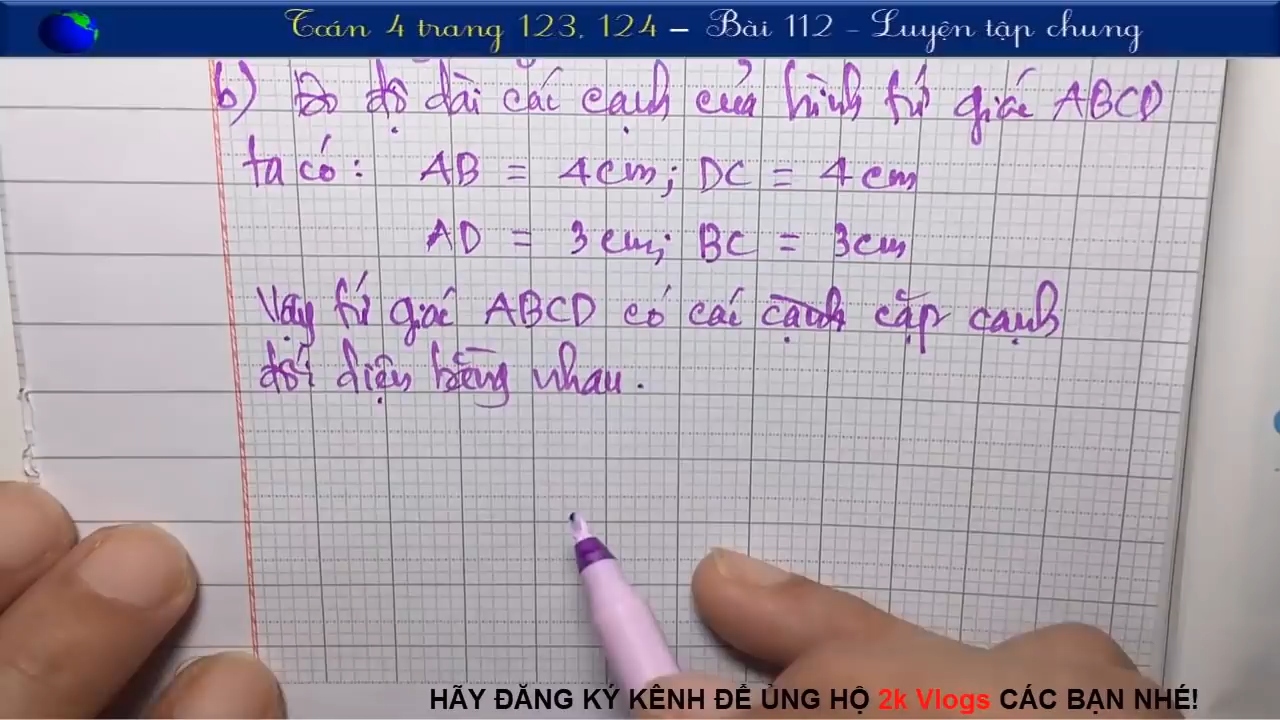 Toán 4 trang 123, 124 – Bài 112 - Luyện tập chung
b) Đo độ dài các cạnh của hình tứ giác ABCD
ta có: AB = 4cm; DC = 4cm
AD = 3cm; BC = 3cm
Vậy tứ giác ABCD có các cạnh cặp cạnh
đối diện bằng nhau.
HÃY ĐĂNG KÝ KÊNH ĐỂ ỦNG HỘ 2k Vlogs CÁC BẠN NHÉ!